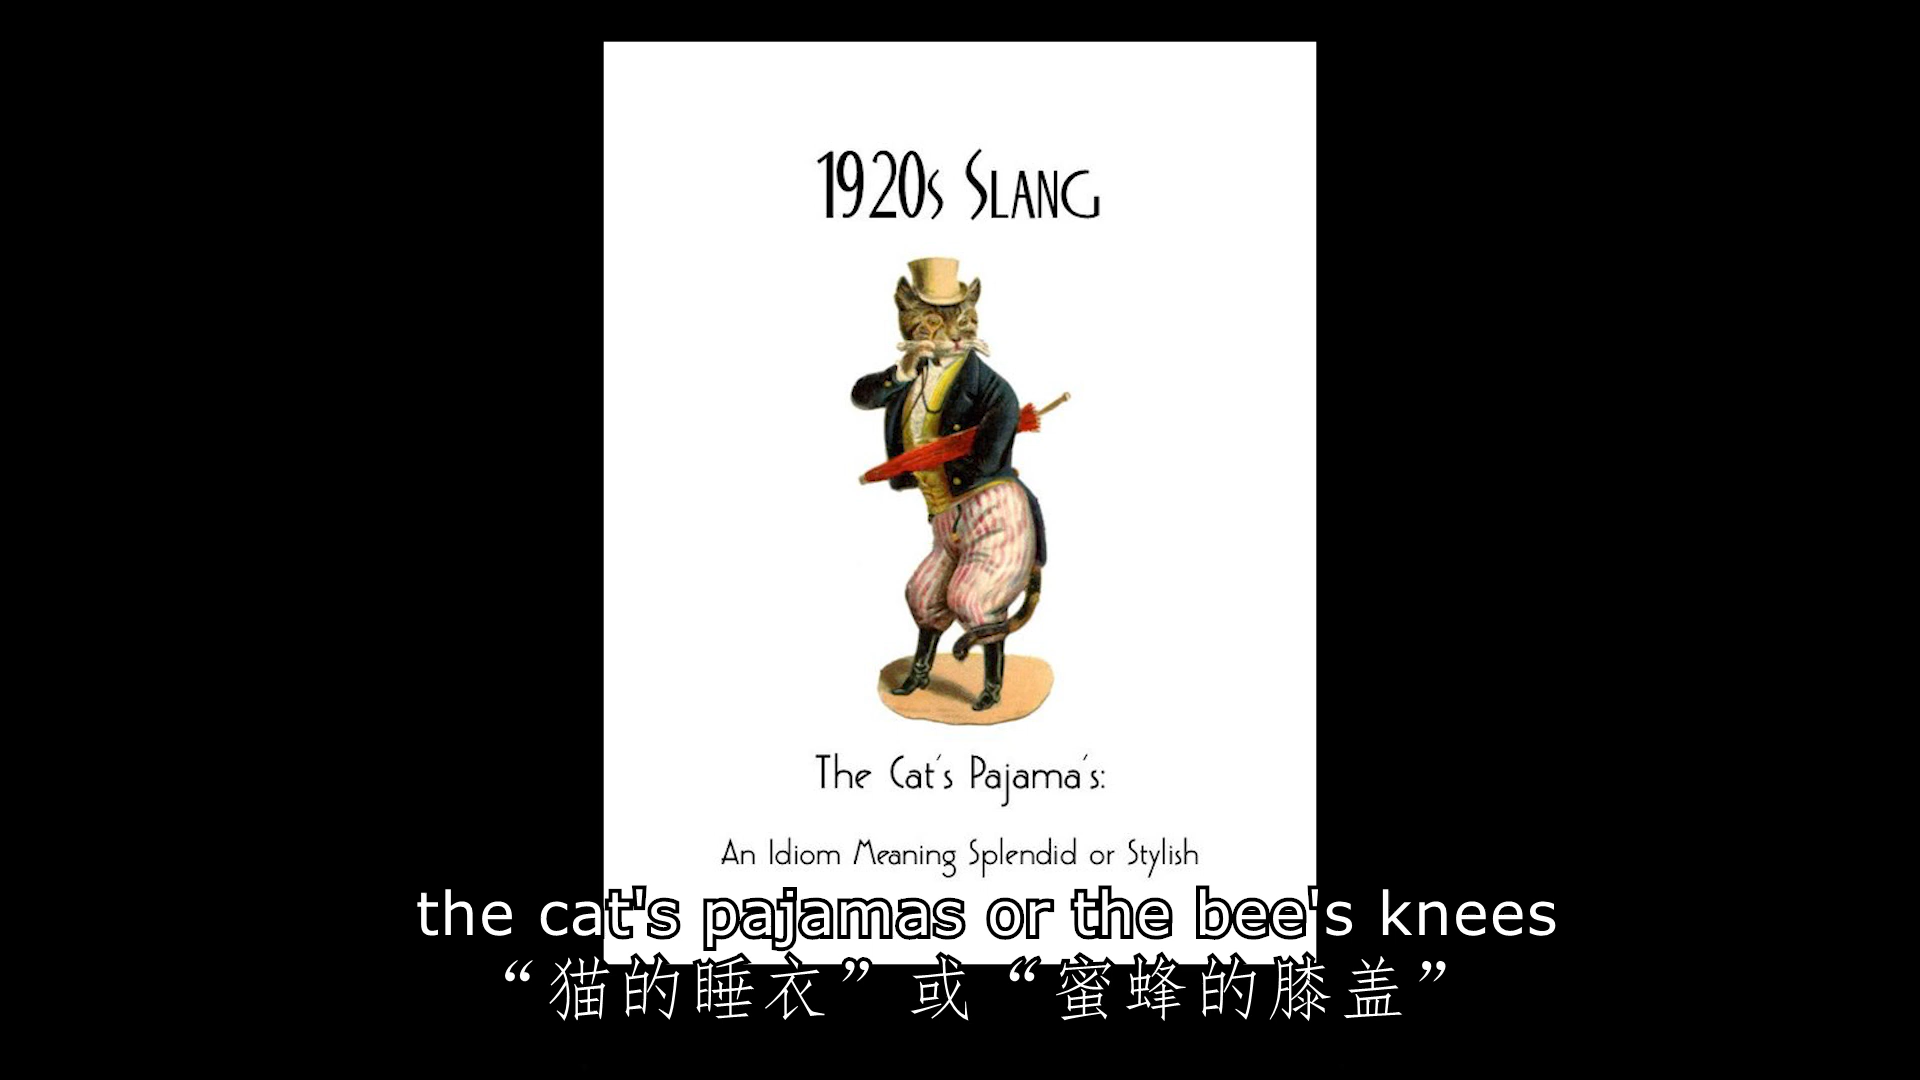 1920s Slang
The Cat's Pajama's:
An Idiom Meaning Splendid or Stylish
the cat's pajamas or the bee's knees
“猫的睡衣”或“蜜蜂的膝盖”